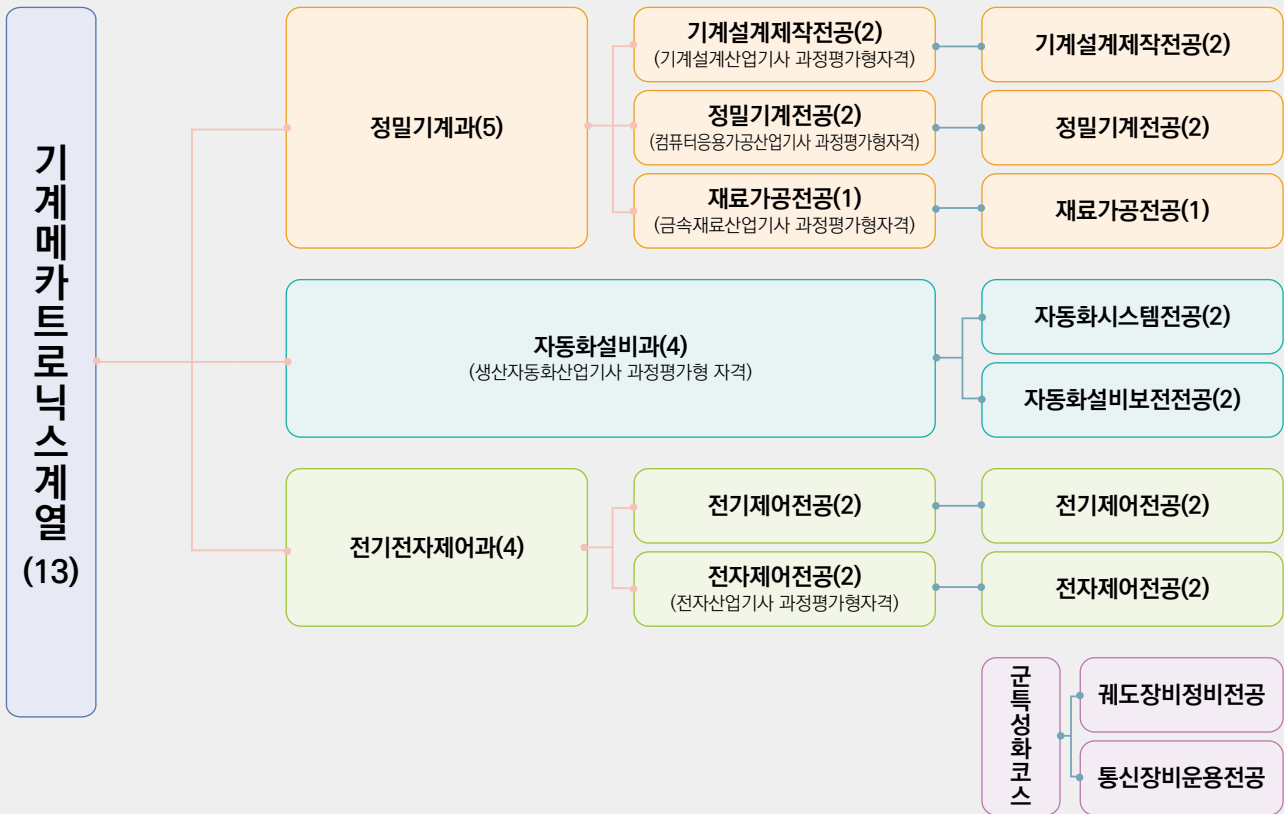 기계메카트로닉스계열
(13)
정밀기계과(5)
기계설계제작전공(2)
(기계설계산업기사 과정평가형자격)
기계설계제작전공(2)
정밀기계전공(2)
(컴퓨터응용가공산업기사 과정평가형자격)
정밀기계전공(2)
재료가공전공(1)
(금속재료산업기사 과정평가형자격)
재료가공전공(1)
자동화설비과(4)
(생산자동화산업기사 과정평가형 자격)
자동화시스템전공(2)
자동화설비보전전공(2)
전기전자제어과(4)
전기제어전공(2)
전기제어전공(2)
전자제어전공(2)
(전자산업기사 과정평가형자격)
전자제어전공(2)
군특성화코스
궤도장비정비전공
통신장비운용전공